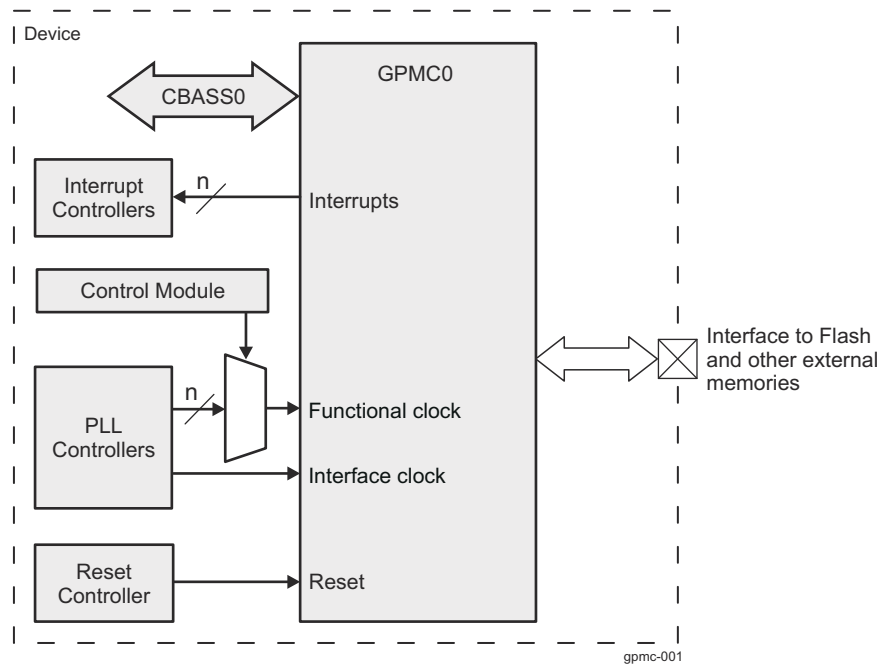 Device
GPMC0
CBASS0
n
Interrupt
Controllers
Interrupts
Control Module
Interface to Flash
and other external
memories
n
PLL
Controllers
Functional clock
Interface clock
Reset
Controller
Reset
gpmc-001